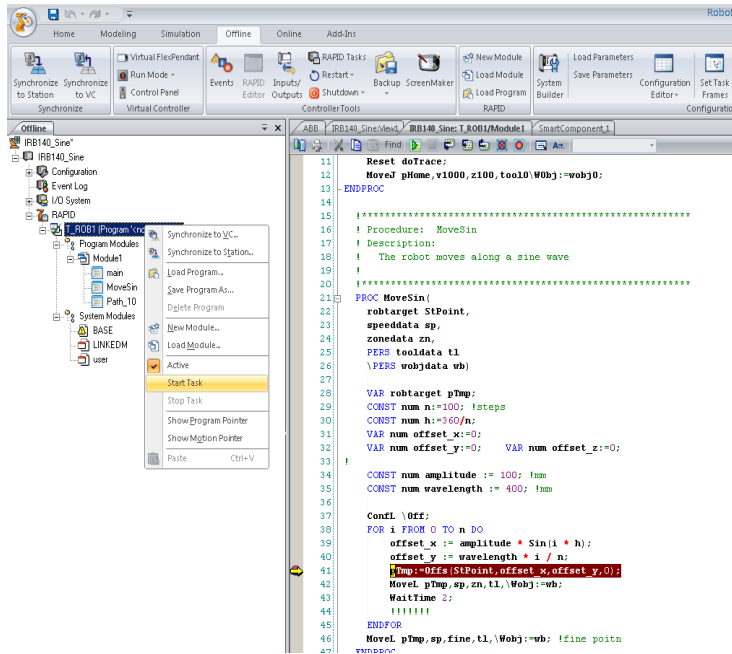 Robot
Home Modeling Simulation Offline Online Add-Ins
Synchronize to Station
Synchronize to VC
Synchronize
Virtual FlexPendant
Run Mode
Control Panel
Virtual Controller
Events
RAPID Editor
Inputs/ Outputs
RAPID Tasks
Restart
Shutdown
Backup
ScreenMaker
Controller Tools
New Module
Load Module
Load Program
RAPID
System Builder
Load Parameters
Save Parameters
Configuration Editor
Set Task Frames
Configuratio
Offline
IRB140_Sine*
IRB140_Sine
Configuration
Event Log
I/O System
RAPID
T_ROB1 (Program '<no
Program Modules
Module1
main
MoveSin
Path_10
System Modules
BASE
LINKEDM
user
Synchronize to VC...
Synchronize to Station...
Load Program...
Save Program As...
Delete Program
New Module...
Load Module...
Active
Start Task
Stop Task
Show Program Pointer
Show Motion Pointer
Paste Ctrl+V
ABB IRB140_Sine:View1 IRB140_Sine: T_ROB1/Module1 SmartComponent_1
Find
11 Reset doTrace;
12 MoveJ pHome,v1000,z100,tool0\WObj:=wobj0;
13 ENDPROC
14
15 !*******************************************************
16 ! Procedure: MoveSin
17 ! Description:
18 ! The robot moves along a sine wave
19 !
20 !*******************************************************
21 PROC MoveSin(
22 robtarget StPoint,
23 speeddata sp,
24 zonedata zn,
25 PERS tooldata tl
26 \PERS wobjdata wb)
27
28 VAR robtarget pTmp;
29 CONST num n:=100; !steps
30 CONST num h:=360/n;
31 VAR num offset_x:=0;
32 VAR num offset_y:=0; VAR num offset_z:=0;
33 !
34 CONST num amplitude := 100; !mm
35 CONST num wavelength := 400; !mm
36
37 ConfL \Off;
38 FOR i FROM 0 TO n DO
39 offset_x := amplitude * Sin(i * h);
40 offset_y := wavelength * i / n;
41 pTmp:=Offs(StPoint,offset_x,offset_y,0);
42 MoveL pTmp,sp,zn,tl,\Wobj:=wb;
43 WaitTime 2;
44 !!!!!!!
45 ENDFOR
46 MoveL pTmp,sp,fine,tl,\Wobj:=wb; !fine poitn
47 ENDPROC